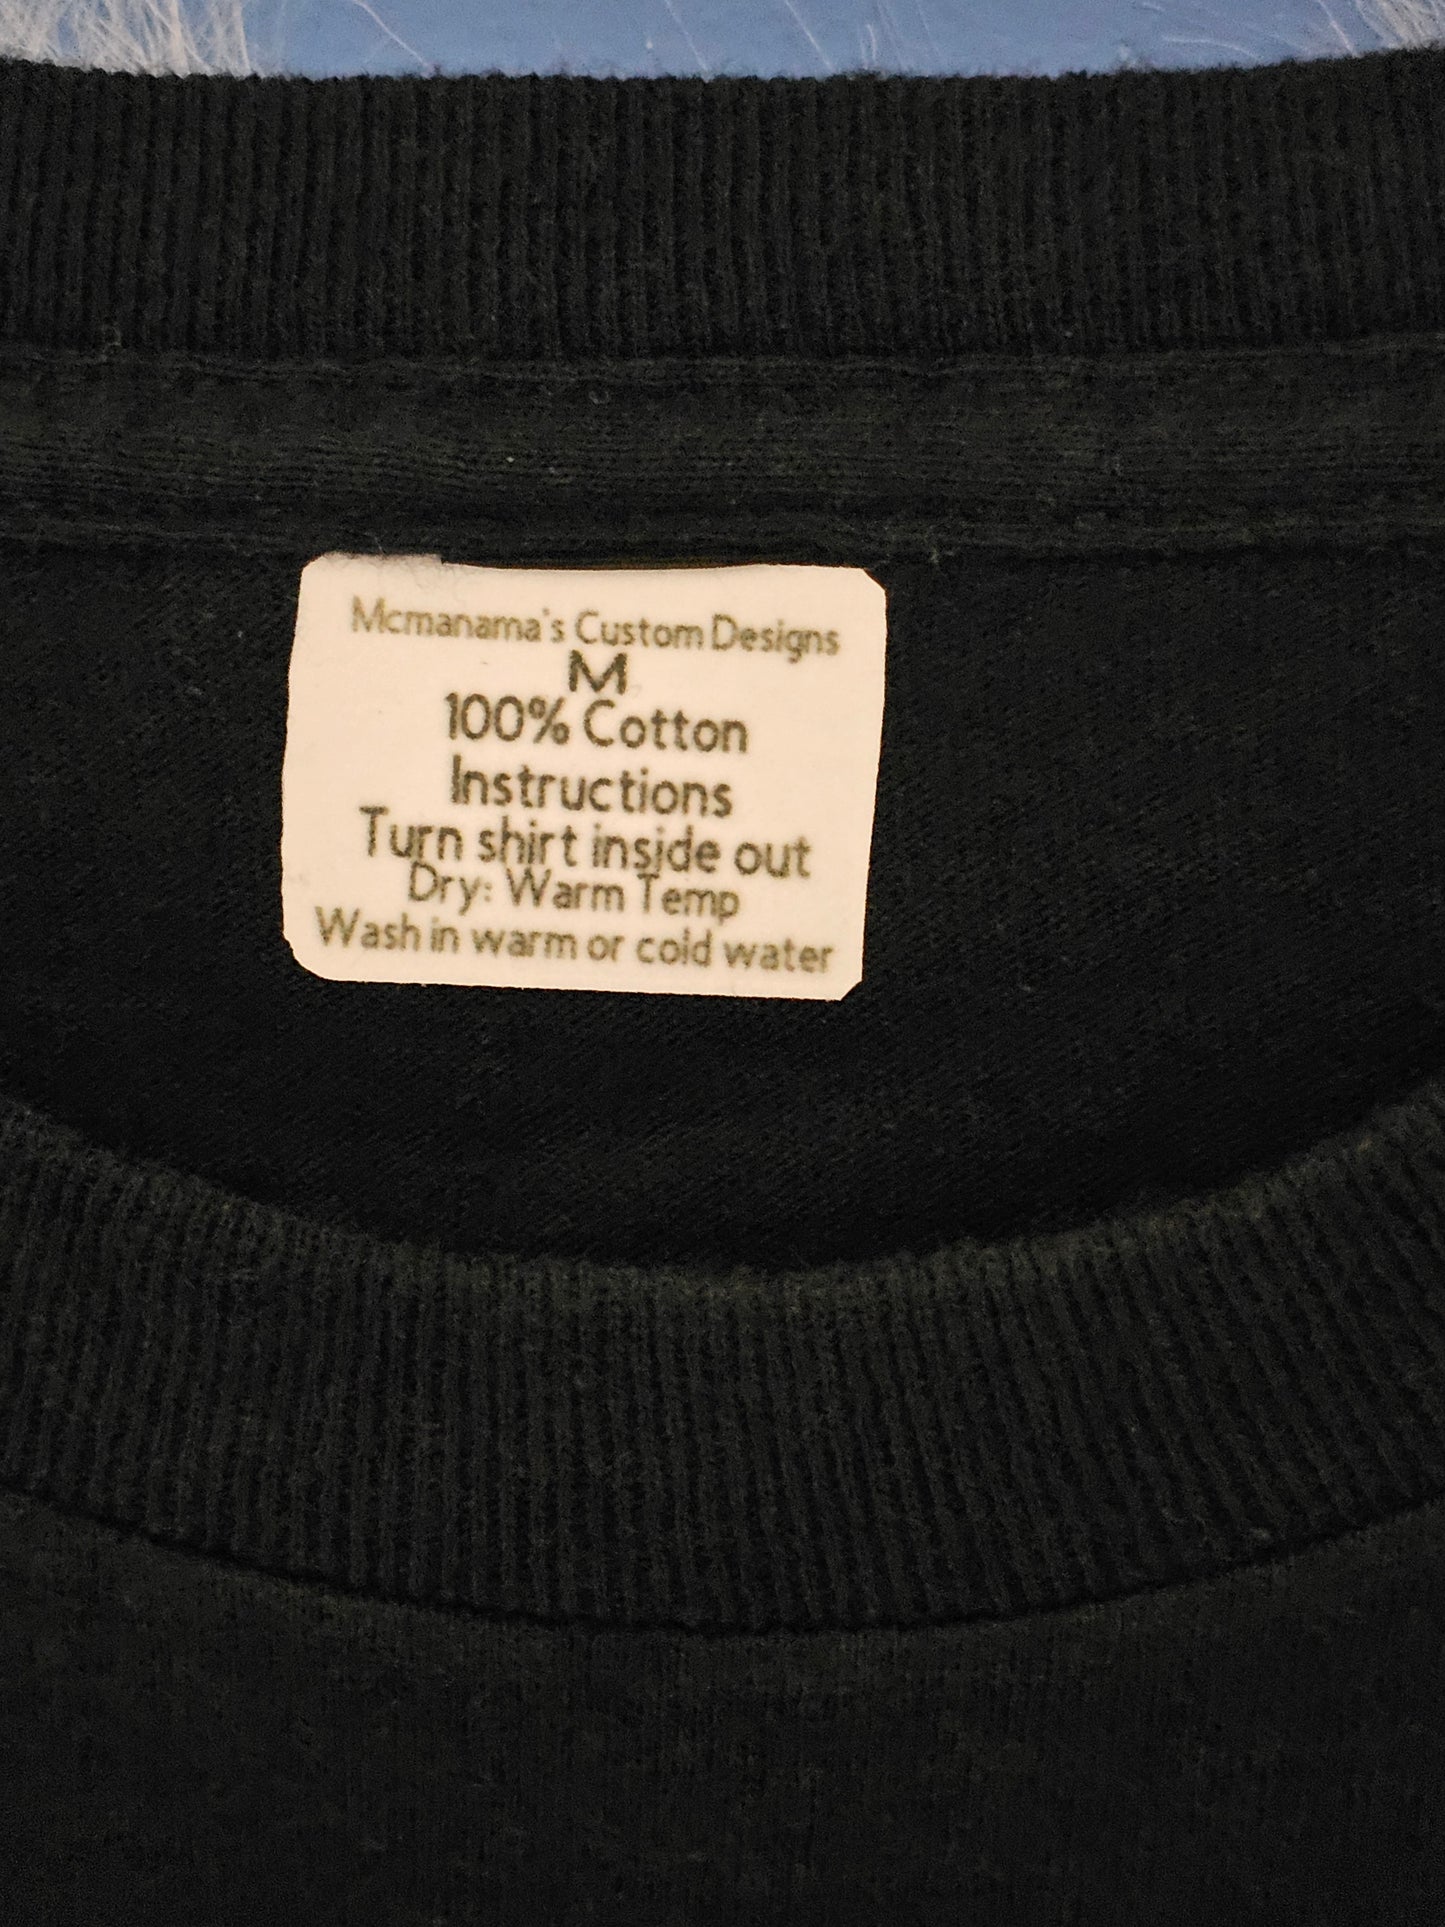 Mcmanama's Custom Designs
M
100% Cotton
Instructions
Turn shirt inside out
Dry: Warm Temp
Wash in warm or cold water